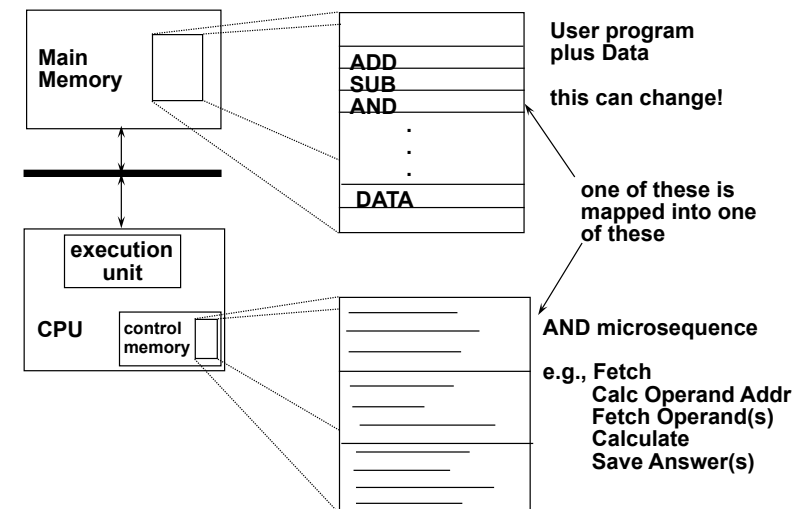 Main
Memory
ADD
SUB
AND
.
.
.
DATA
User program
plus Data
this can change!
one of these is
mapped into one
of these
execution
unit
CPU
control
memory
AND microsequence
e.g., Fetch
Calc Operand Addr
Fetch Operand(s)
Calculate
Save Answer(s)